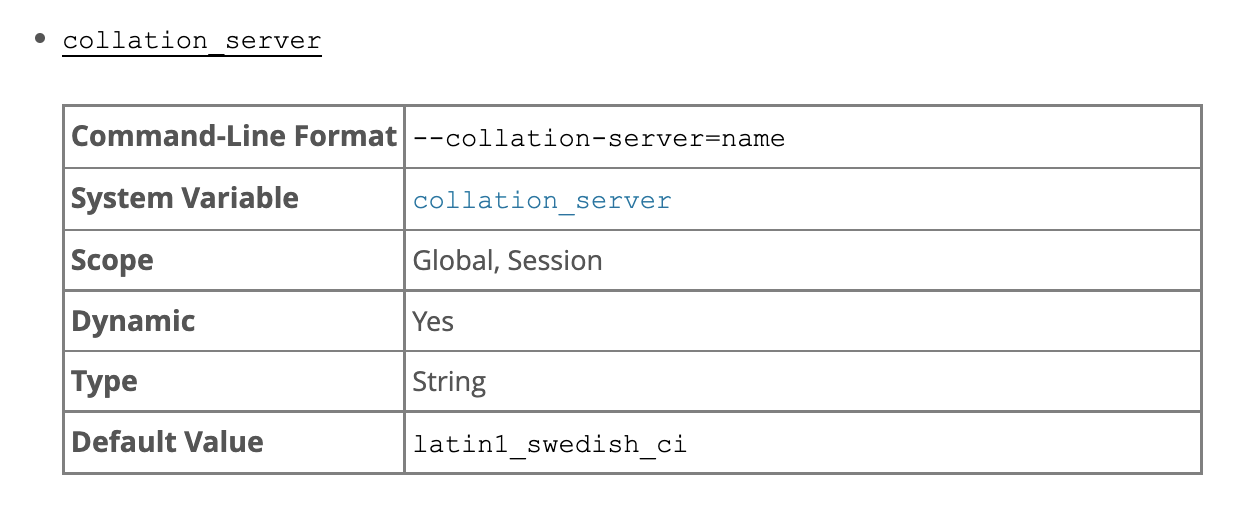 collation_server
Command-Line Format --collation-server=name
System Variable collation_server
Scope Global, Session
Dynamic Yes
Type String
Default Value latin1_swedish_ci